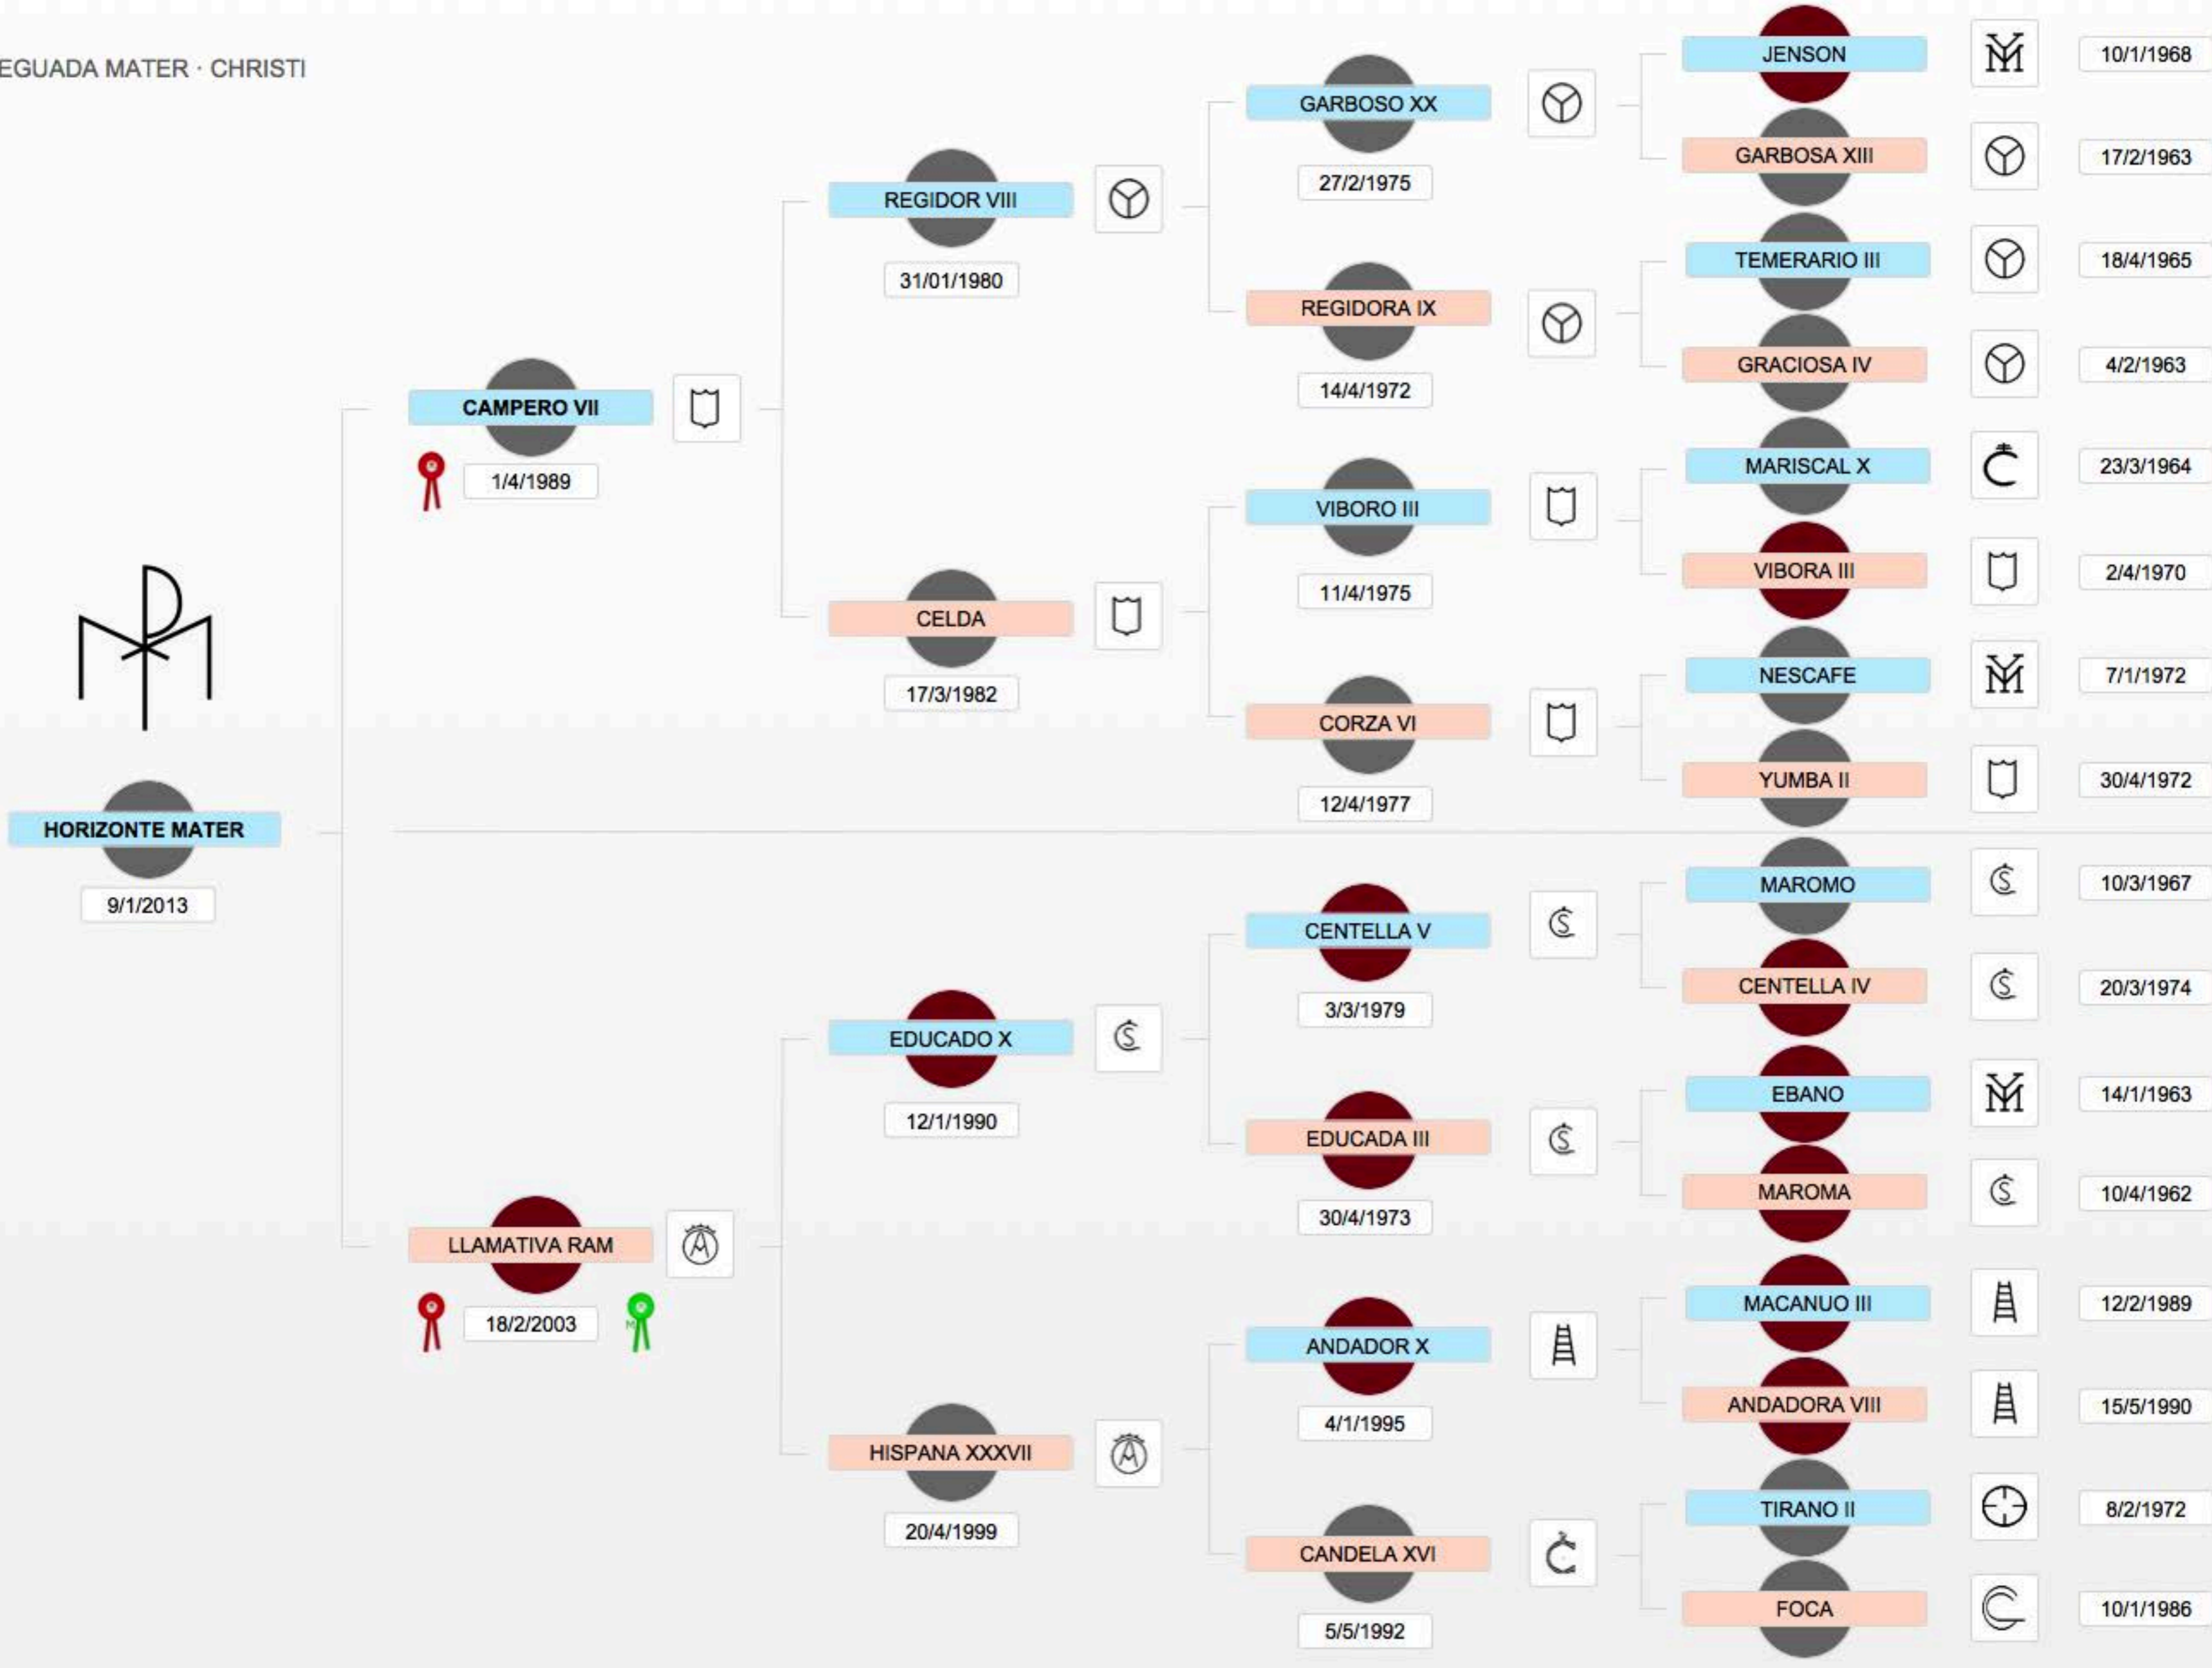 EGUADA MATER · CHRISTI
HORIZONTE MATER
9/1/2013
CAMPERO VII
1/4/1989
LLAMATIVA RAM
18/2/2003
M
REGIDOR VIII
31/01/1980
CELDA
17/3/1982
EDUCADO X
12/1/1990
HISPANA XXXVII
20/4/1999
GARBOSO XX
27/2/1975
REGIDORA IX
14/4/1972
VIBORO III
11/4/1975
CORZA VI
12/4/1977
CENTELLA V
3/3/1979
EDUCADA III
30/4/1973
ANDADOR X
4/1/1995
CANDELA XVI
5/5/1992
JENSON 10/1/1968
GARBOSA XIII 17/2/1963
TEMERARIO III 18/4/1965
GRACIOSA IV 4/2/1963
MARISCAL X 23/3/1964
VIBORA III 2/4/1970
NESCAFE 7/1/1972
YUMBA II 30/4/1972
MAROMO 10/3/1967
CENTELLA IV 20/3/1974
EBANO 14/1/1963
MAROMA 10/4/1962
MACANUO III 12/2/1989
ANDADORA VIII 15/5/1990
TIRANO II 8/2/1972
FOCA 10/1/1986